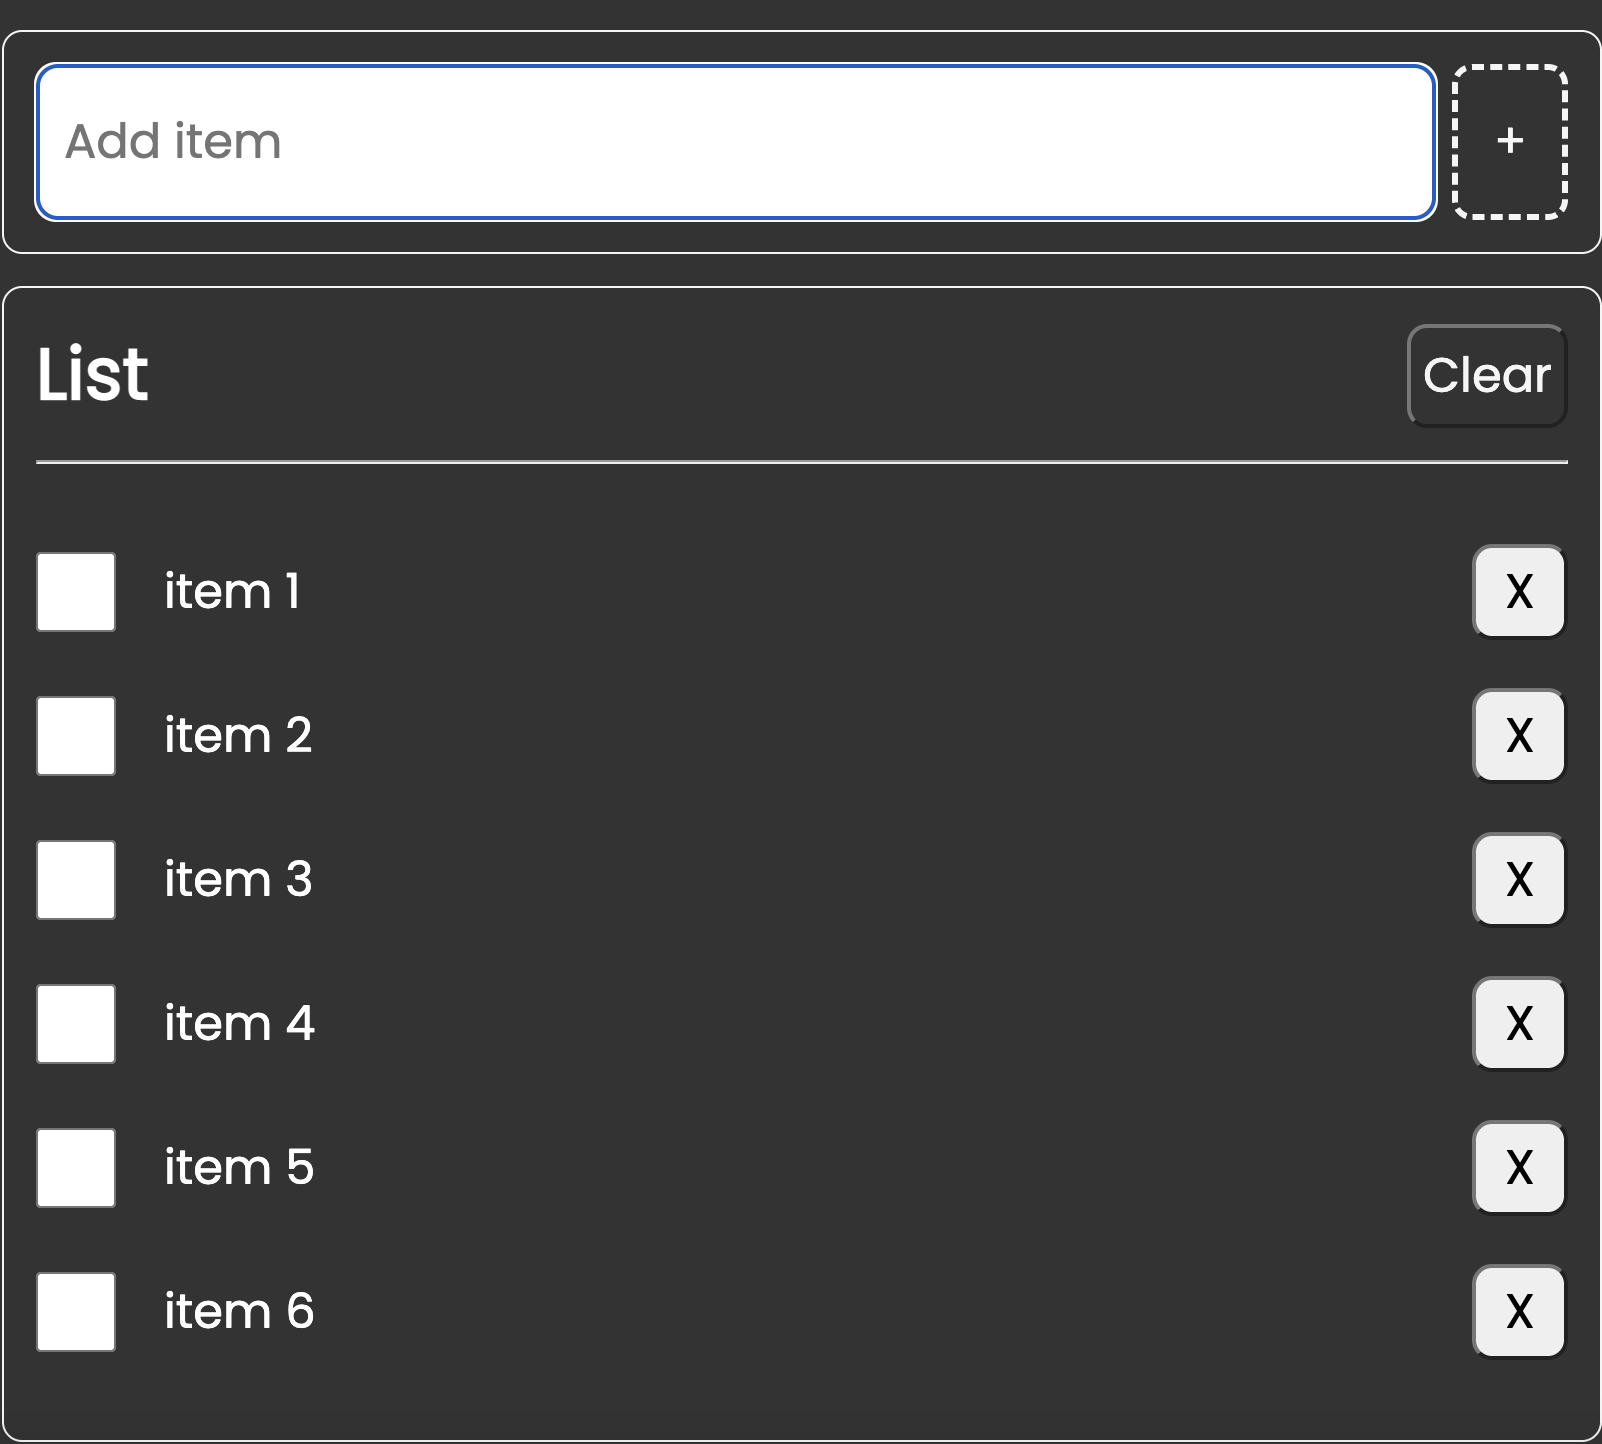 Add item
+
List
Clear
item 1
X
item 2
X
item 3
X
item 4
X
item 5
X
item 6
X